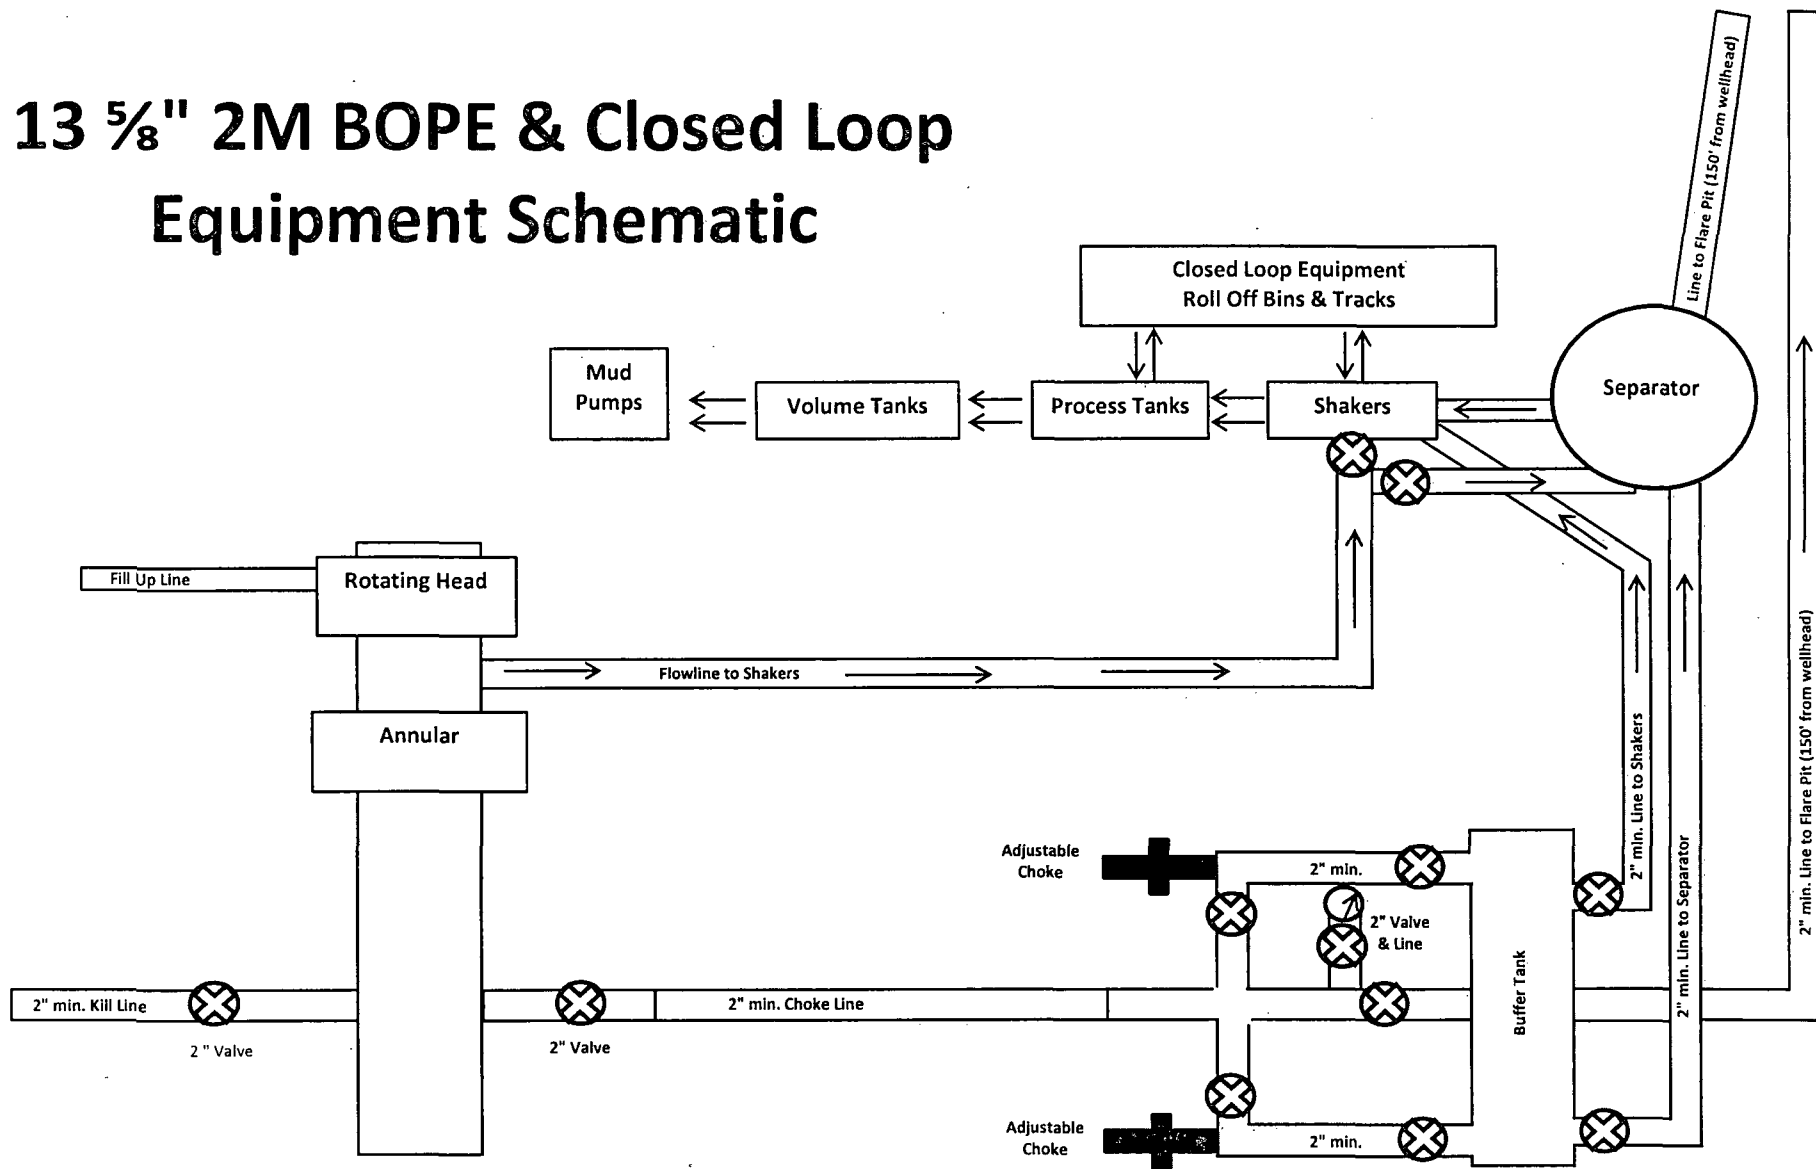 13 ⅝" 2M BOPE & Closed Loop
Equipment Schematic
Line to Flare Pit (150' from wellhead)
Closed Loop Equipment
Roll Off Bins & Tracks
Mud
Pumps
Volume Tanks
Process Tanks
Shakers
Separator
Fill Up Line
Rotating Head
Flowline to Shakers
Annular
2" min. Line to Shakers
2" min. Line to Separator
2" min. Line to Flare Pit (150' from wellhead)
Adjustable
Choke
2" min.
2" Valve
& Line
Buffer Tank
2" min. Kill Line
2" min. Choke Line
2 " Valve
2" Valve
Adjustable
Choke
2" min.